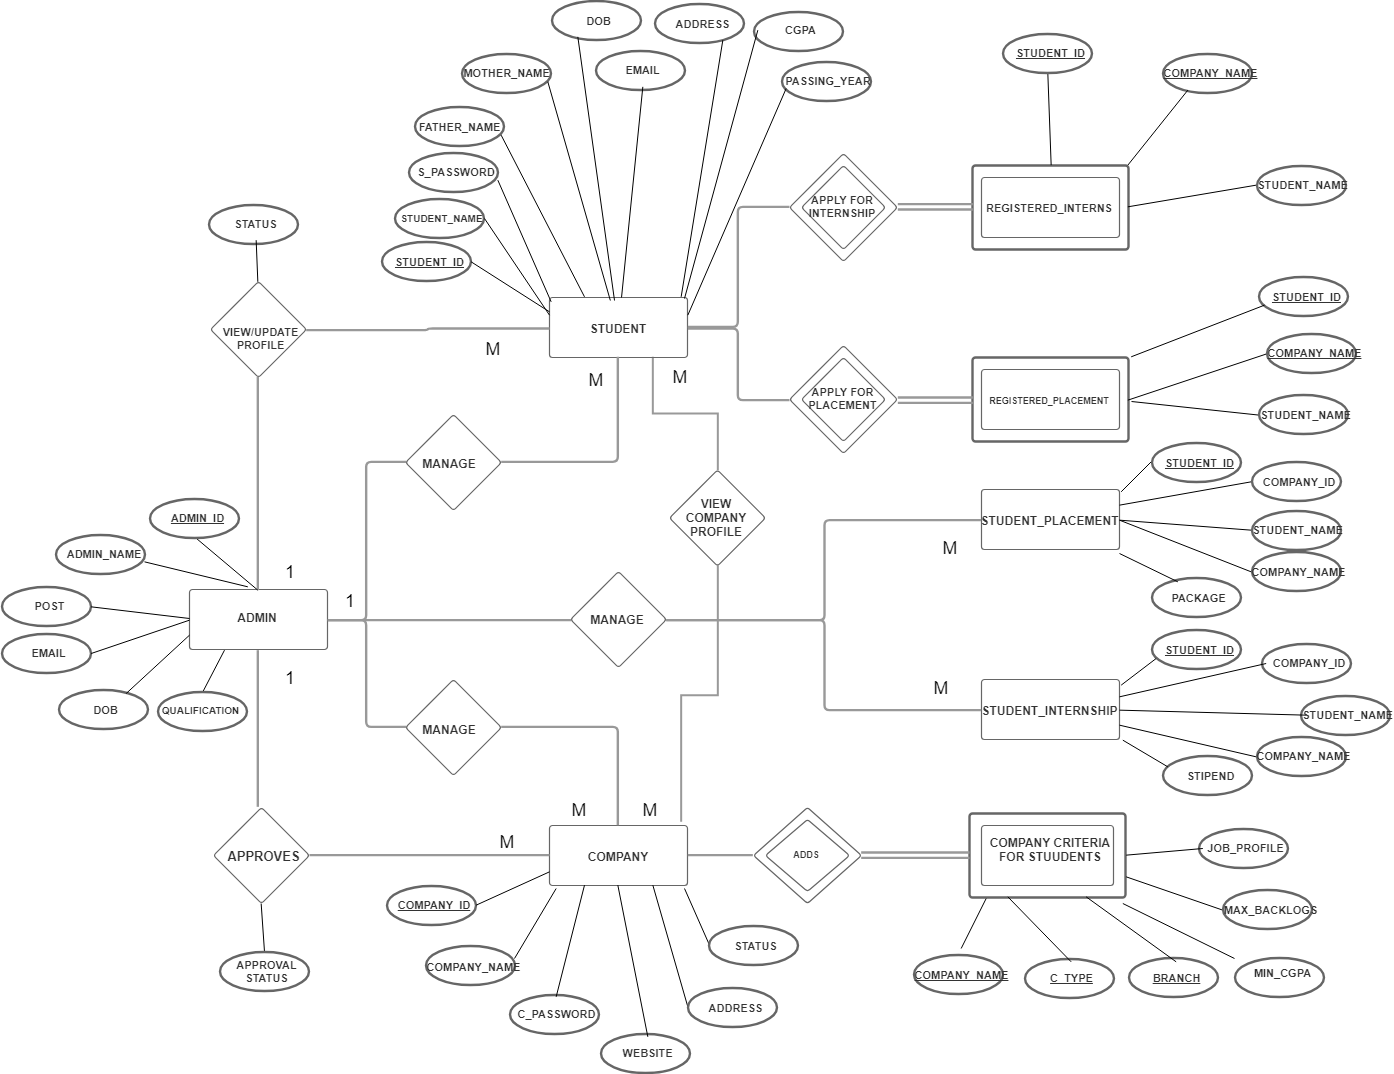 DOB
ADDRESS
CGPA
MOTHER_NAME
EMAIL
PASSING_YEAR
FATHER_NAME
S_PASSWORD
STUDENT_NAME
STUDENT_ID
STATUS
VIEW/UPDATE
PROFILE
M
STUDENT
M
M
APPLY FOR
INTERNSHIP
REGISTERED_INTERNS
STUDENT_ID
COMPANY_NAME
STUDENT_NAME
APPLY FOR
PLACEMENT
REGISTERED_PLACEMENT
STUDENT_ID
COMPANY_NAME
STUDENT_NAME
MANAGE
VIEW
COMPANY
PROFILE
STUDENT_PLACEMENT
M
STUDENT_ID
COMPANY_ID
STUDENT_NAME
COMPANY_NAME
PACKAGE
ADMIN_ID
ADMIN_NAME
POST
EMAIL
DOB
QUALIFICATION
ADMIN
1
1
1
MANAGE
MANAGE
M
STUDENT_INTERNSHIP
STUDENT_ID
COMPANY_ID
STUDENT_NAME
COMPANY_NAME
STIPEND
APPROVES
APPROVAL
STATUS
M
M
M
COMPANY
COMPANY_ID
COMPANY_NAME
C_PASSWORD
WEBSITE
ADDRESS
STATUS
ADDS
COMPANY CRITERIA
FOR STUUDENTS
JOB_PROFILE
MAX_BACKLOGS
MIN_CGPA
BRANCH
C_TYPE
COMPANY_NAME